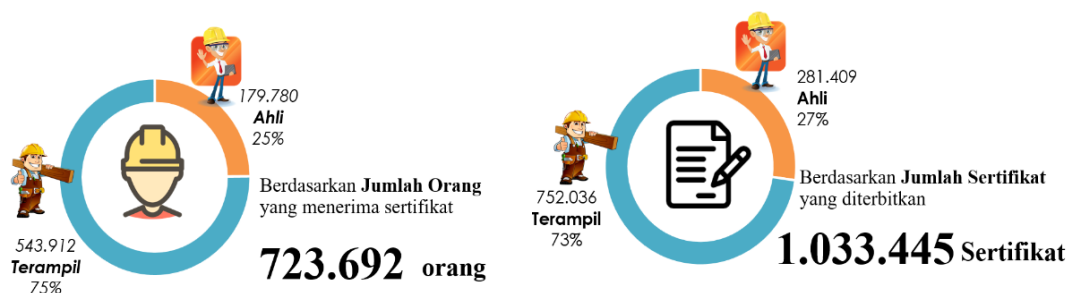 179.780
Ahli
25%
543.912
Terampil
75%
Berdasarkan Jumlah Orang
yang menerima sertifikat
723.692 orang
281.409
Ahli
27%
752.036
Terampil
73%
Berdasarkan Jumlah Sertifikat
yang diterbitkan
1.033.445 Sertifikat